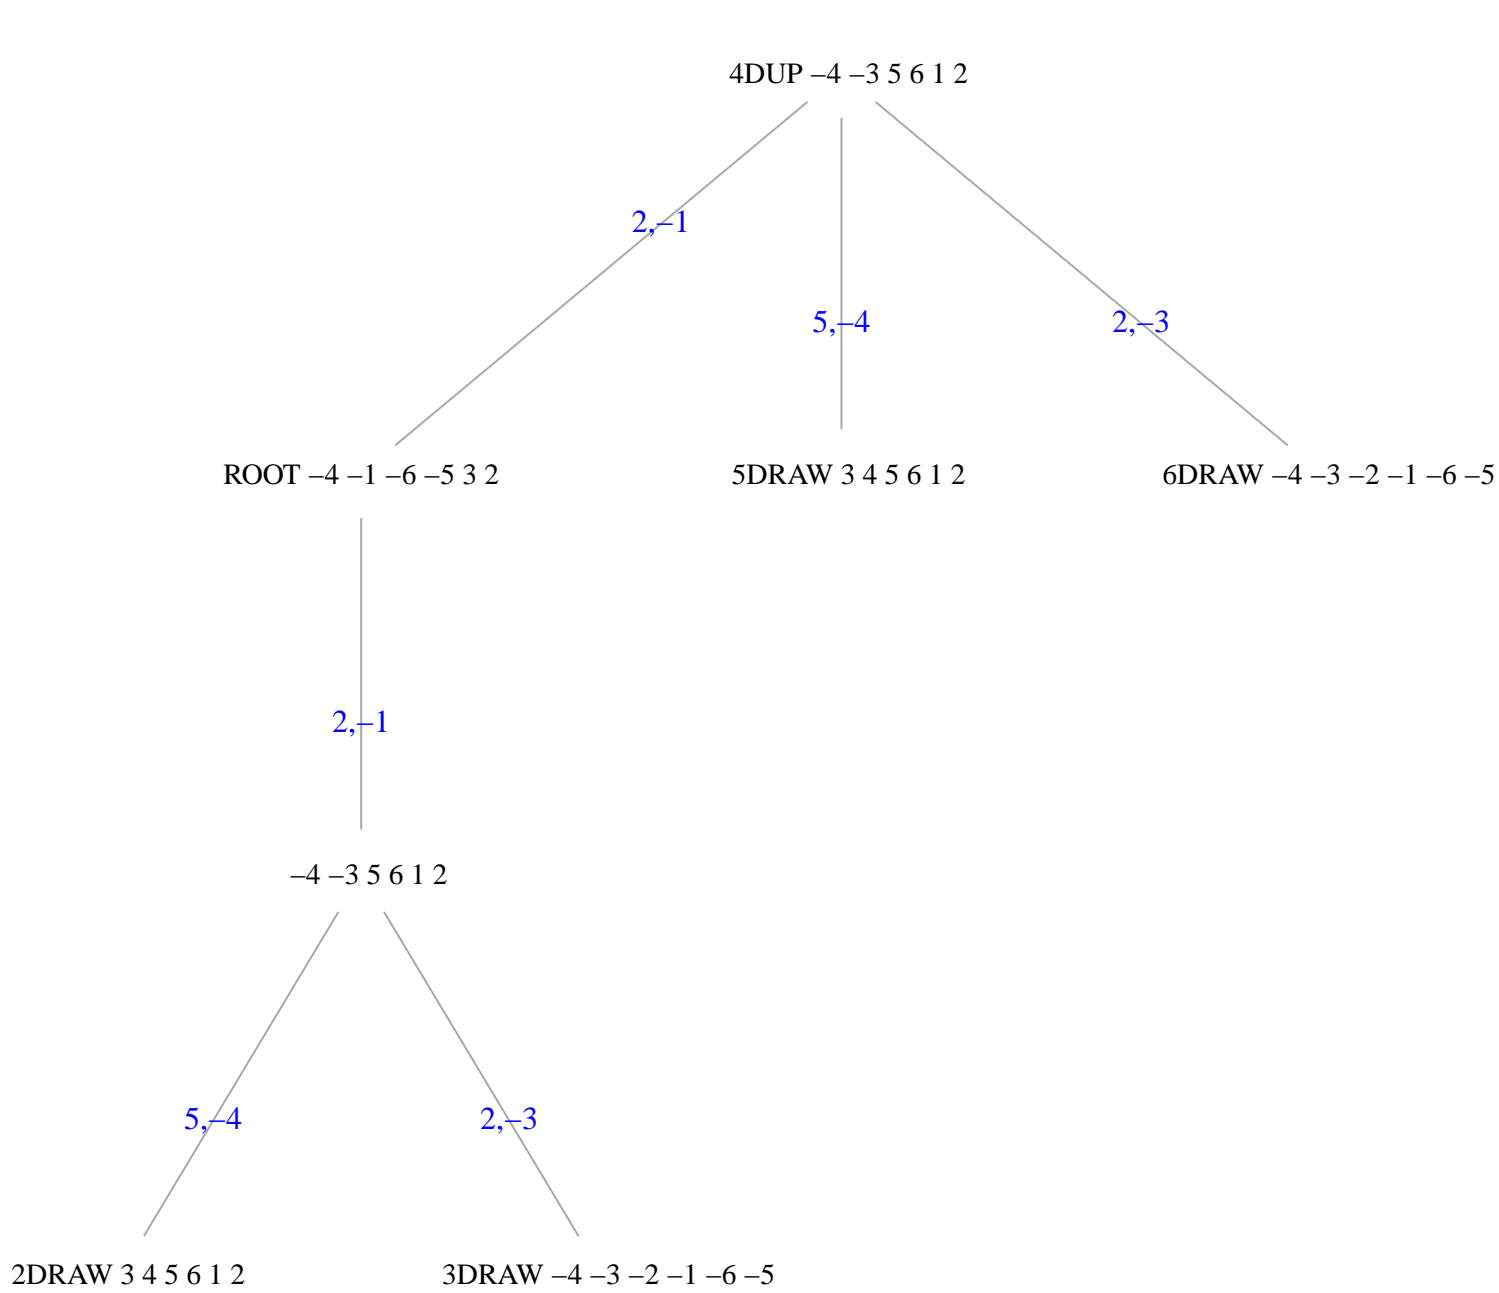 4DUP –4 –3 5 6 1 2
2,–1
5,–4
2,–3
ROOT –4 –1 –6 –5 3 2
5DRAW 3 4 5 6 1 2
6DRAW –4 –3 –2 –1 –6 –5
2,–1
–4 –3 5 6 1 2
5,–4
2,–3
2DRAW 3 4 5 6 1 2
3DRAW –4 –3 –2 –1 –6 –5